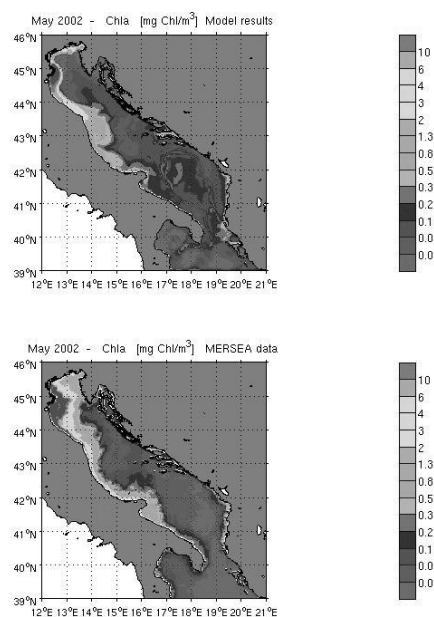 May 2002 - Chla [mg Chl/m³] Model results
46°N
45°N
44°N
43°N
42°N
41°N
40°N
39°N
12°E 13°E 14°E 15°E 16°E 17°E 18°E 19°E 20°E 21°E
10
6
4
3
2
1.3
0.8
0.5
0.3
0.2
0.1
0.0
0.0
May 2002 - Chla [mg Chl/m³] MERSEA data
46°N
45°N
44°N
43°N
42°N
41°N
40°N
39°N
12°E 13°E 14°E 15°E 16°E 17°E 18°E 19°E 20°E 21°E
10
6
4
3
2
1.3
0.8
0.5
0.3
0.2
0.1
0.0
0.0